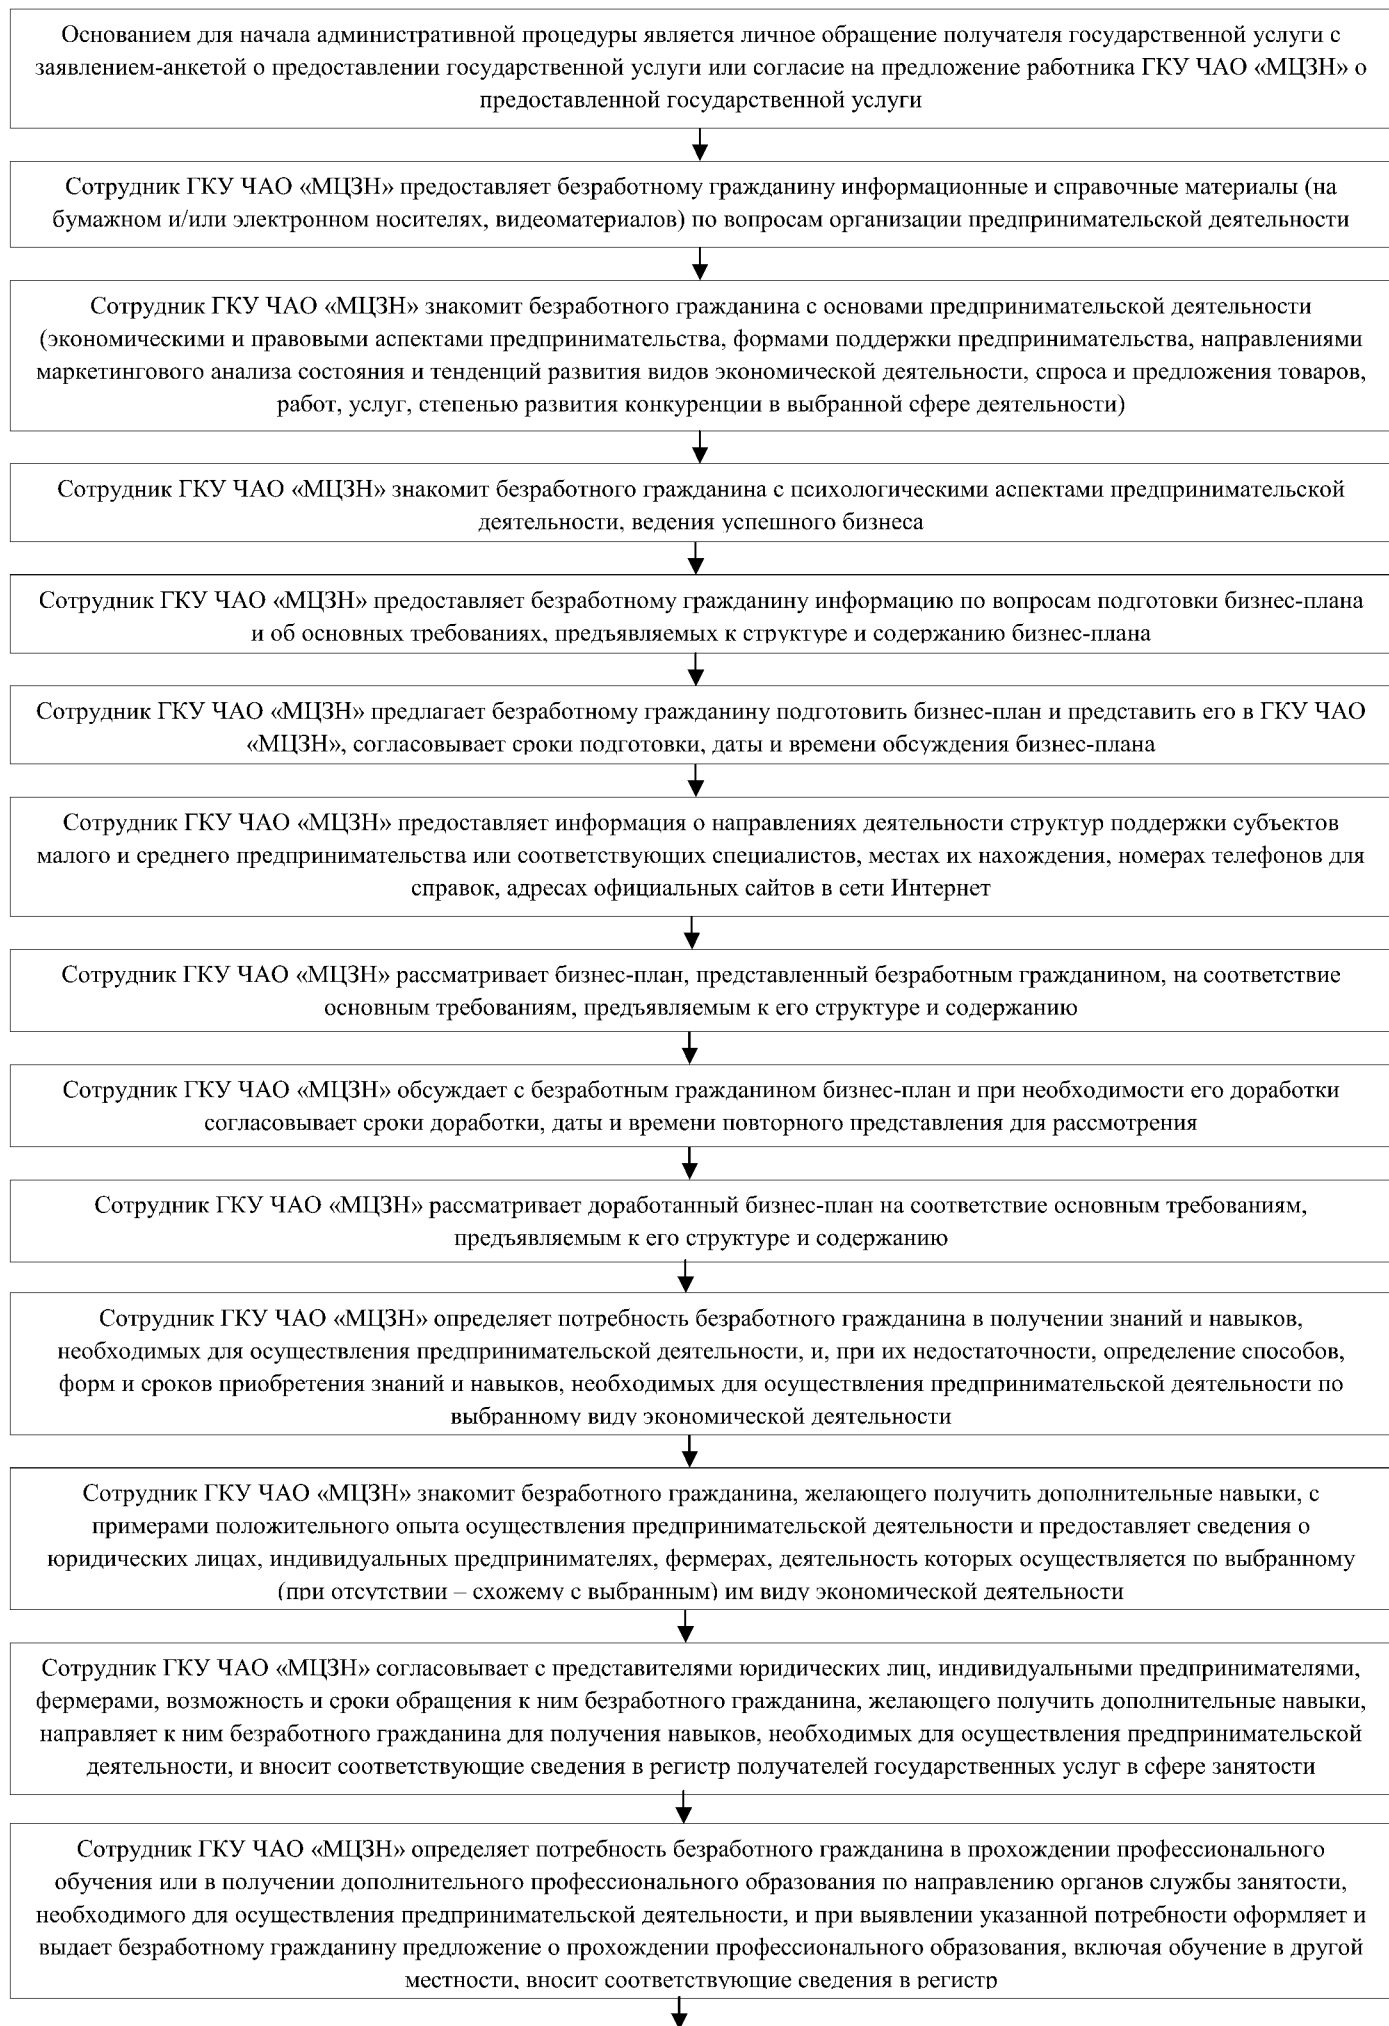 Основанием для начала административной процедуры является личное обращение получателя государственной услуги с
заявлением-анкетой о предоставлении государственной услуги или согласие на предложение работника ГКУ ЧАО «МЦЗН» о
предоставленной государственной услуги
Сотрудник ГКУ ЧАО «МЦЗН» предоставляет безработному гражданину информационные и справочные материалы (на
бумажном и/или электронном носителях, видеоматериалов) по вопросам организации предпринимательской деятельности
Сотрудник ГКУ ЧАО «МЦЗН» знакомит безработного гражданина с основами предпринимательской деятельности
(экономическими и правовыми аспектами предпринимательства, формами поддержки предпринимательства, направлениями
маркетингового анализа состояния и тенденций развития видов экономической деятельности, спроса и предложения товаров,
работ, услуг, степенью развития конкуренции в выбранной сфере деятельности)
Сотрудник ГКУ ЧАО «МЦЗН» знакомит безработного гражданина с психологическими аспектами предпринимательской
деятельности, ведения успешного бизнеса
Сотрудник ГКУ ЧАО «МЦЗН» предоставляет безработному гражданину информацию по вопросам подготовки бизнес-плана
и об основных требованиях, предъявляемых к структуре и содержанию бизнес-плана
Сотрудник ГКУ ЧАО «МЦЗН» предлагает безработному гражданину подготовить бизнес-план и представить его в ГКУ ЧАО
«МЦЗН», согласовывает сроки подготовки, даты и времени обсуждения бизнес-плана
Сотрудник ГКУ ЧАО «МЦЗН» предоставляет информация о направлениях деятельности структур поддержки субъектов
малого и среднего предпринимательства или соответствующих специалистов, местах их нахождения, номерах телефонов для
справок, адресах официальных сайтов в сети Интернет
Сотрудник ГКУ ЧАО «МЦЗН» рассматривает бизнес-план, представленный безработным гражданином, на соответствие
основным требованиям, предъявляемым к его структуре и содержанию
Сотрудник ГКУ ЧАО «МЦЗН» обсуждает с безработным гражданином бизнес-план и при необходимости его доработки
согласовывает сроки доработки, даты и времени повторного представления для рассмотрения
Сотрудник ГКУ ЧАО «МЦЗН» рассматривает доработанный бизнес-план на соответствие основным требованиям,
предъявляемым к его структуре и содержанию
Сотрудник ГКУ ЧАО «МЦЗН» определяет потребность безработного гражданина в получении знаний и навыков,
необходимых для осуществления предпринимательской деятельности, и, при их недостаточности, определение способов,
форм и сроков приобретения знаний и навыков, необходимых для осуществления предпринимательской деятельности по
выбранному виду экономической деятельности
Сотрудник ГКУ ЧАО «МЦЗН» знакомит безработного гражданина, желающего получить дополнительные навыки, с
примерами положительного опыта осуществления предпринимательской деятельности и предоставляет сведения о
юридических лицах, индивидуальных предпринимателях, фермерах, деятельность которых осуществляется по выбранному
(при отсутствии – схожему с выбранным) им виду экономической деятельности
Сотрудник ГКУ ЧАО «МЦЗН» согласовывает с представителями юридических лиц, индивидуальными предпринимателями,
фермерами, возможность и сроки обращения к ним безработного гражданина, желающего получить дополнительные навыки,
направляет к ним безработного гражданина для получения навыков, необходимых для осуществления предпринимательской
деятельности, и вносит соответствующие сведения в регистр получателей государственных услуг в сфере занятости
Сотрудник ГКУ ЧАО «МЦЗН» определяет потребность безработного гражданина в прохождении профессионального
обучения или в получении дополнительного профессионального образования по направлению органов службы занятости,
необходимого для осуществления предпринимательской деятельности, и при выявлении указанной потребности оформляет и
выдает безработному гражданину предложение о прохождении профессионального образования, включая обучение в другой
местности, вносит соответствующие сведения в регистр